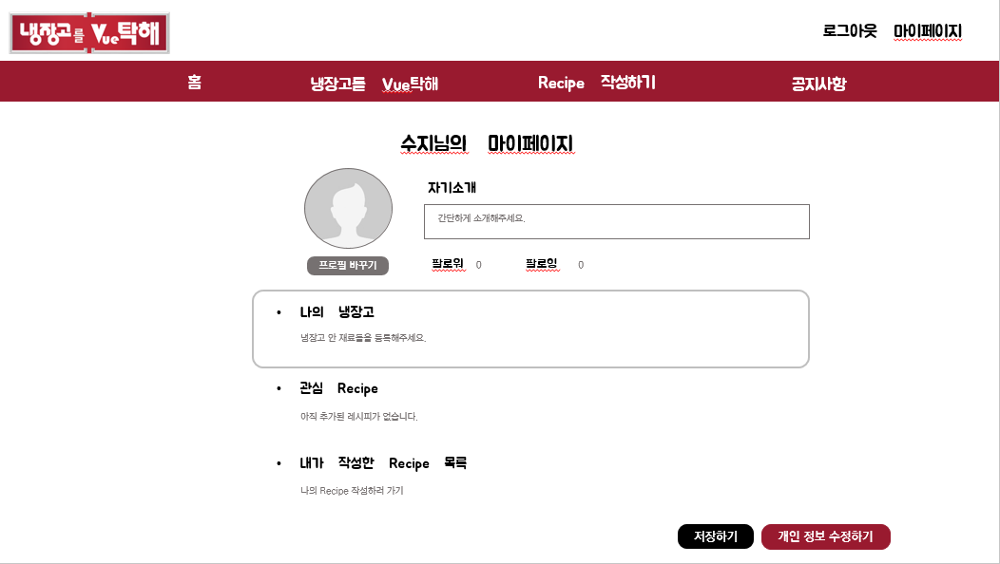 냉장고를 Vue탁해
로그아웃 마이페이지
홈 냉장고를 Vue탁해 Recipe 작성하기 공지사항
수지님의 마이페이지
자기소개
간단하게 소개해주세요.
프로필 바꾸기
팔로워 0 팔로잉 0
• 나의 냉장고
냉장고 안 재료들을 등록해주세요.
• 관심 Recipe
아직 추가된 레시피가 없습니다.
• 내가 작성한 Recipe 목록
나의 Recipe 작성하러 가기
저장하기 개인 정보 수정하기